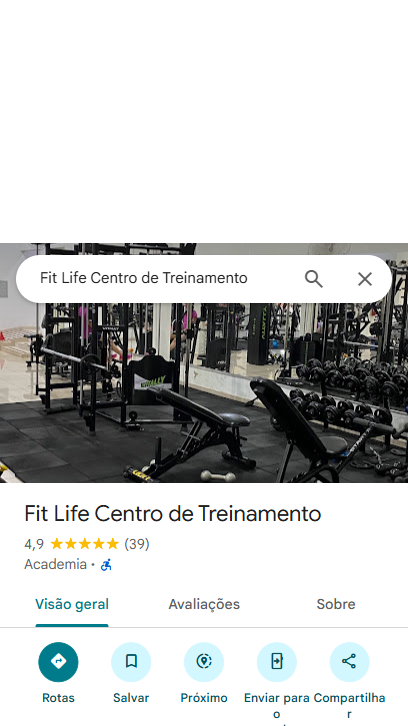 Fit Life Centro de Treinamento
Fit Life Centro de Treinamento
4,9 (39)
Academia ·
Visão geral Avaliações Sobre
Rotas Salvar Próximo Enviar para Compartilha
o r